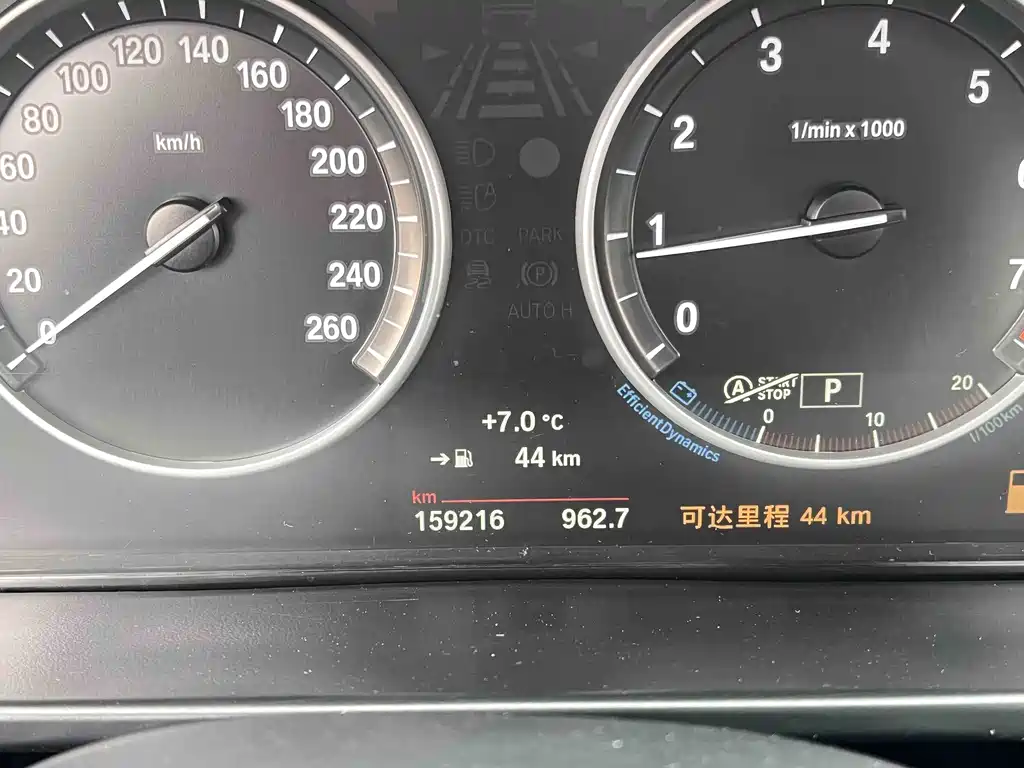 20
40
60
80
100
120
140
160
180
200
220
240
260
0
km/h
DTC
PARK
P
AUTO H
+7.0 °C
44 km
km
159216 962.7
0
1
2
3
4
5
7
1/min x 1000
A START STOP P
0 10 20
l/100km
EfficientDynamics
可达里程 44 km